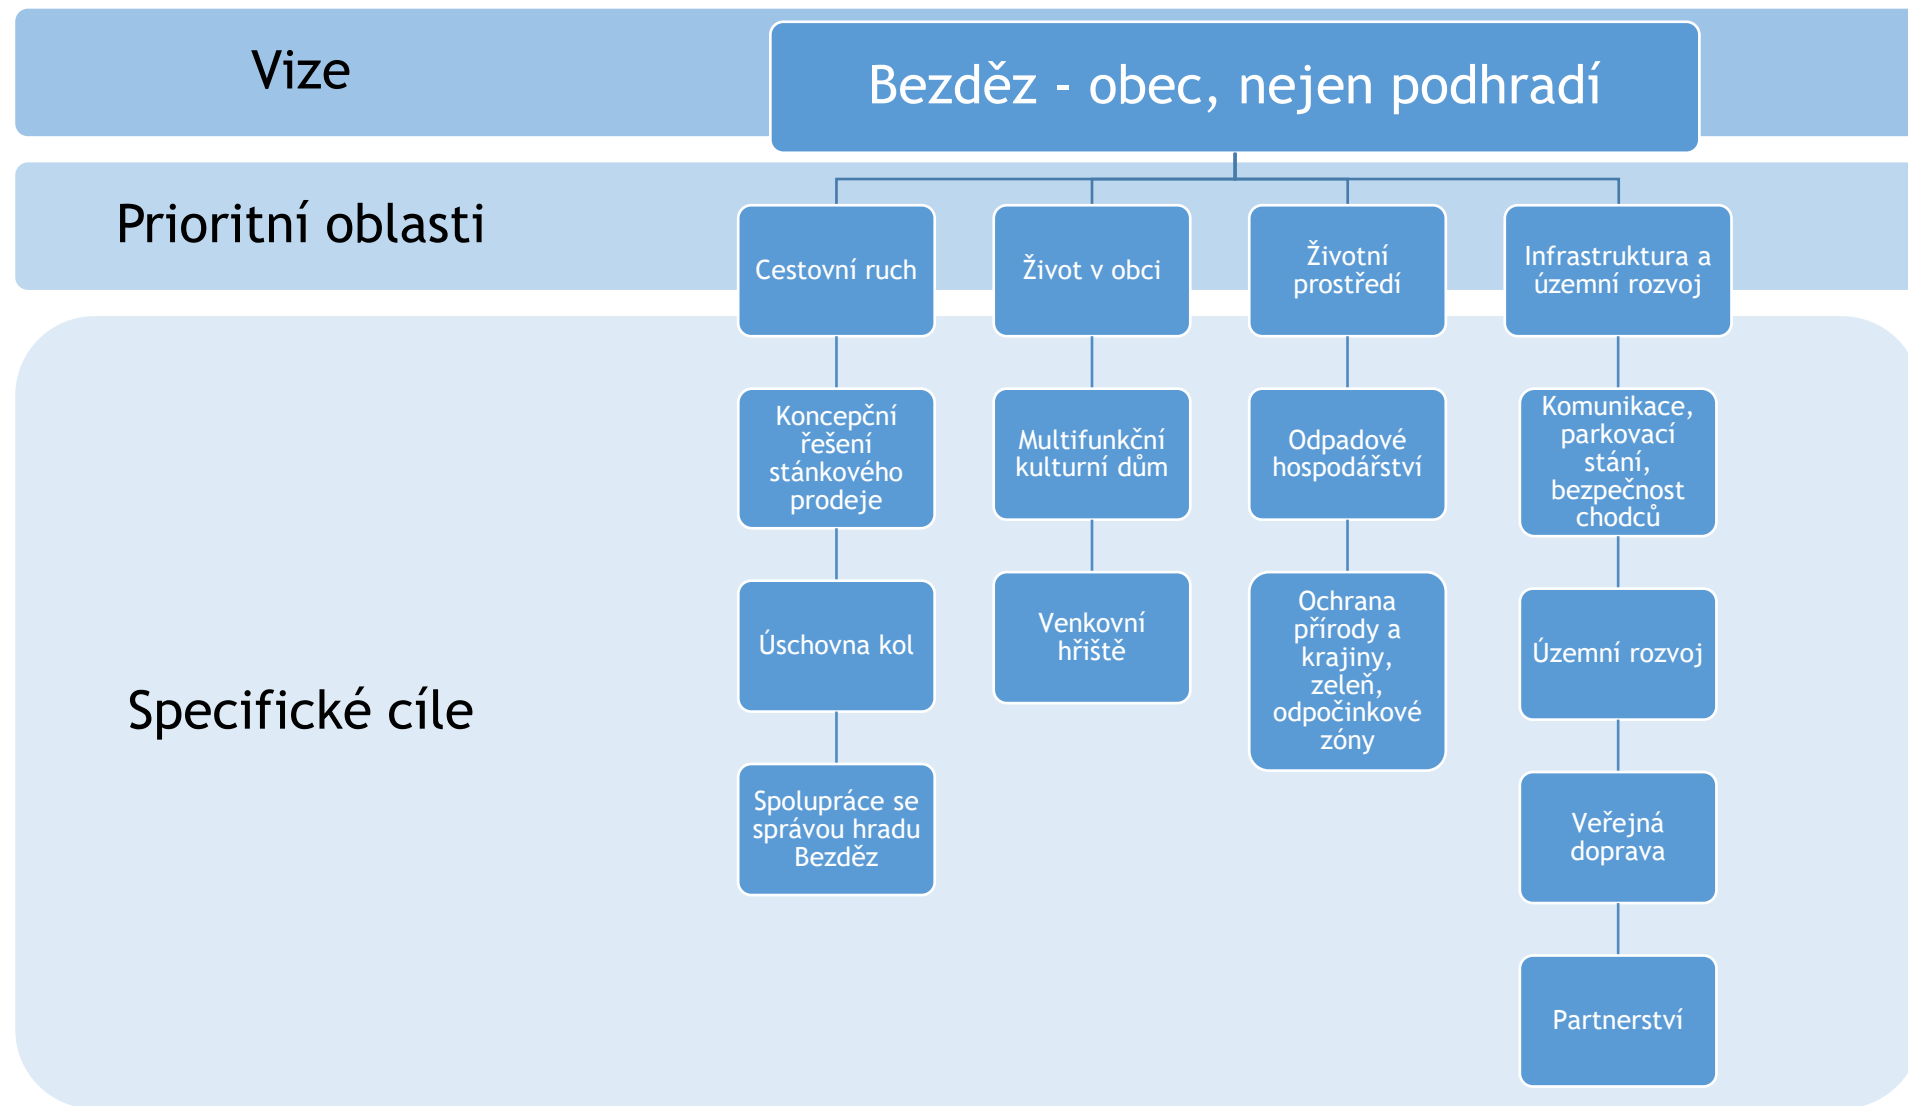 Vize
Bezděz - obec, nejen podhradí
Prioritní oblasti
Cestovní ruch
Život v obci
Životní
prostředí
Infrastruktura a
územní rozvoj
Specifické cíle
Koncepční
řešení
stánkového
prodeje
Úschovna kol
Spolupráce se
správou hradu
Bezděz
Multifunkční
kulturní dům
Venkovní
hřiště
Odpadové
hospodářství
Ochrana
přírody a
krajiny,
zeleň,
odpočinkové
zóny
Komunikace,
parkovací
stání,
bezpečnost
chodců
Územní rozvoj
Veřejná
doprava
Partnerství